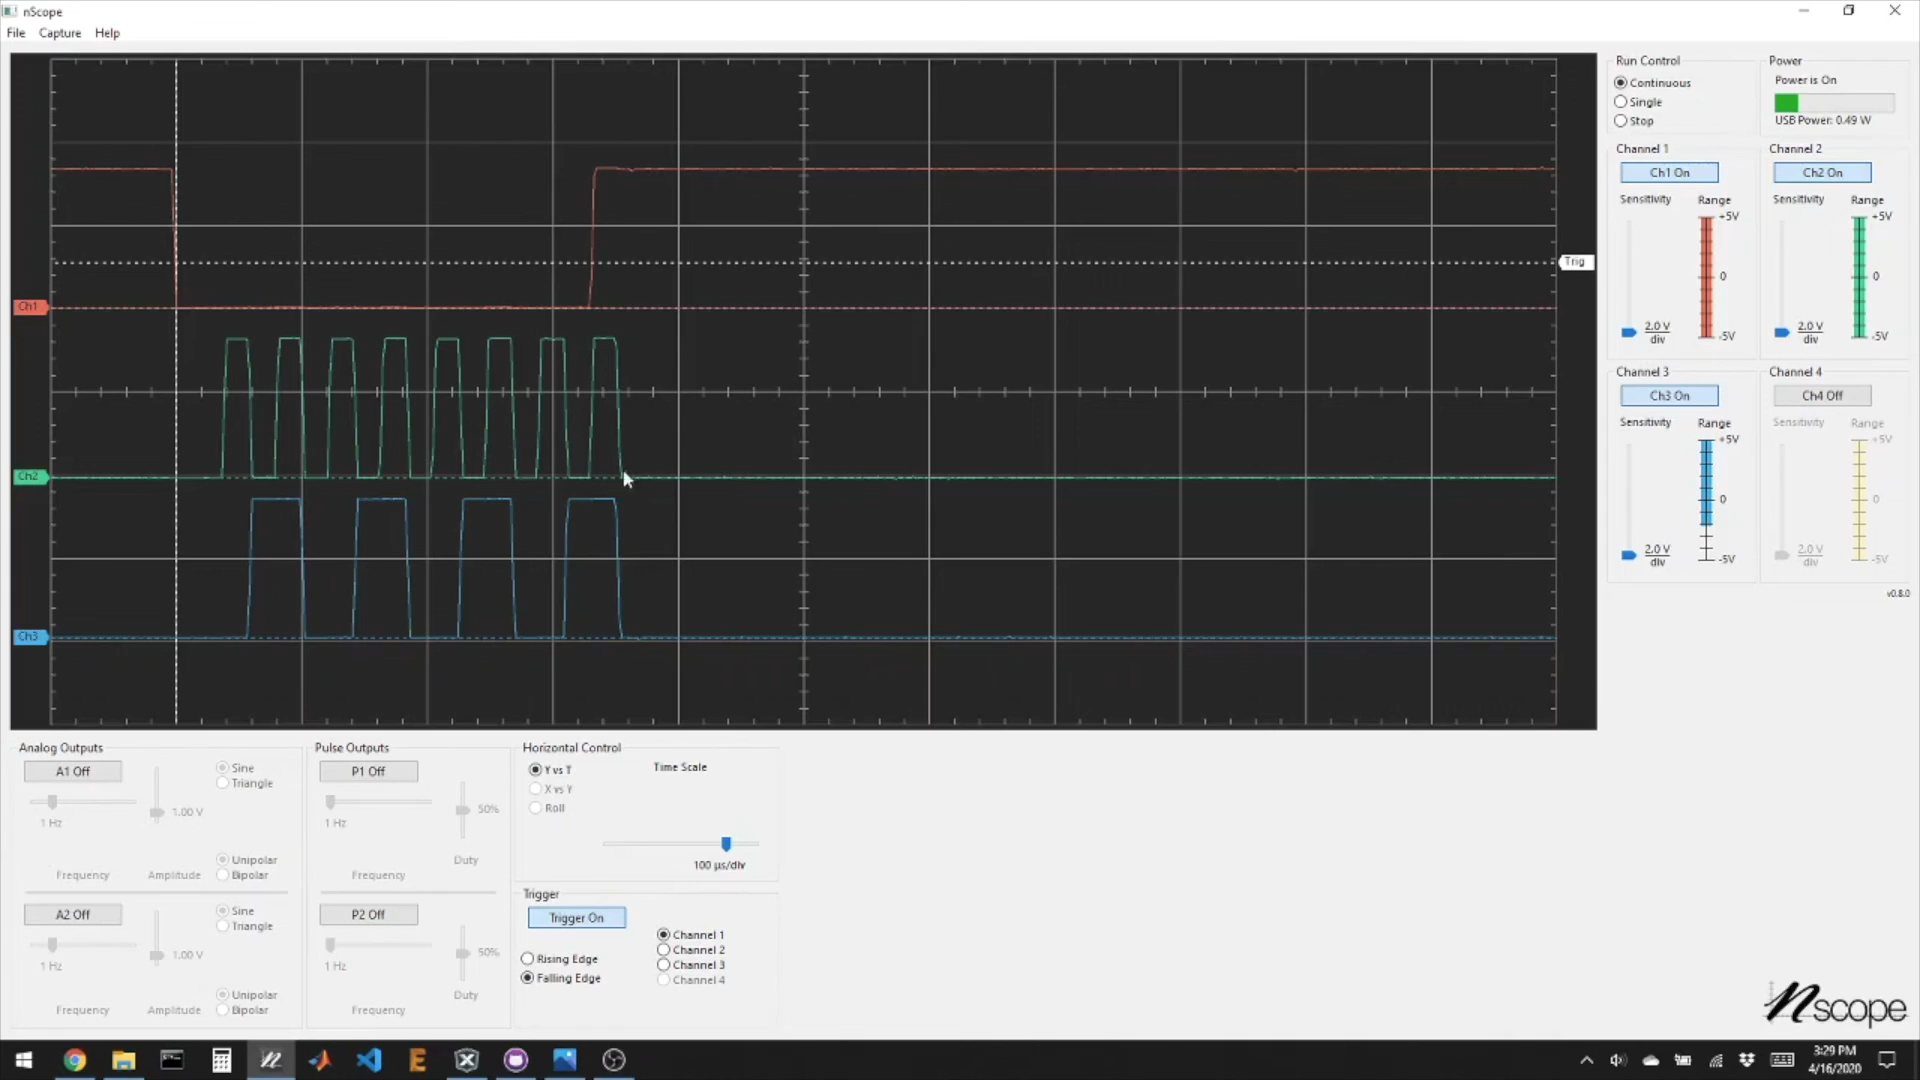 nScope
File Capture Help
Ch1
Ch2
Ch3
Trig
Run Control
Continuous
Single
Stop
Power
Power is On
USB Power: 0.49 W
Channel 1
Ch1 On
Sensitivity Range
+5V
0
-5V
2.0 V
div
Channel 2
Ch2 On
Sensitivity Range
+5V
0
-5V
2.0 V
div
Channel 3
Ch3 On
Sensitivity Range
+5V
0
-5V
2.0 V
div
Channel 4
Ch4 Off
Sensitivity Range
+5V
0
-5V
2.0 V
div
v0.8.0
Analog Outputs
A1 Off
Sine
Triangle
1.00 V
1 Hz
Unipolar
Bipolar
Frequency Amplitude
A2 Off
Sine
Triangle
1.00 V
1 Hz
Unipolar
Bipolar
Frequency Amplitude
Pulse Outputs
P1 Off
50%
1 Hz
Duty
Frequency
P2 Off
50%
1 Hz
Duty
Frequency
Horizontal Control
Y vs T
X vs Y
Roll
Time Scale
100 µs/div
Trigger
Trigger On
Rising Edge
Falling Edge
Channel 1
Channel 2
Channel 3
Channel 4
nscope
3:29 PM
4/16/2020